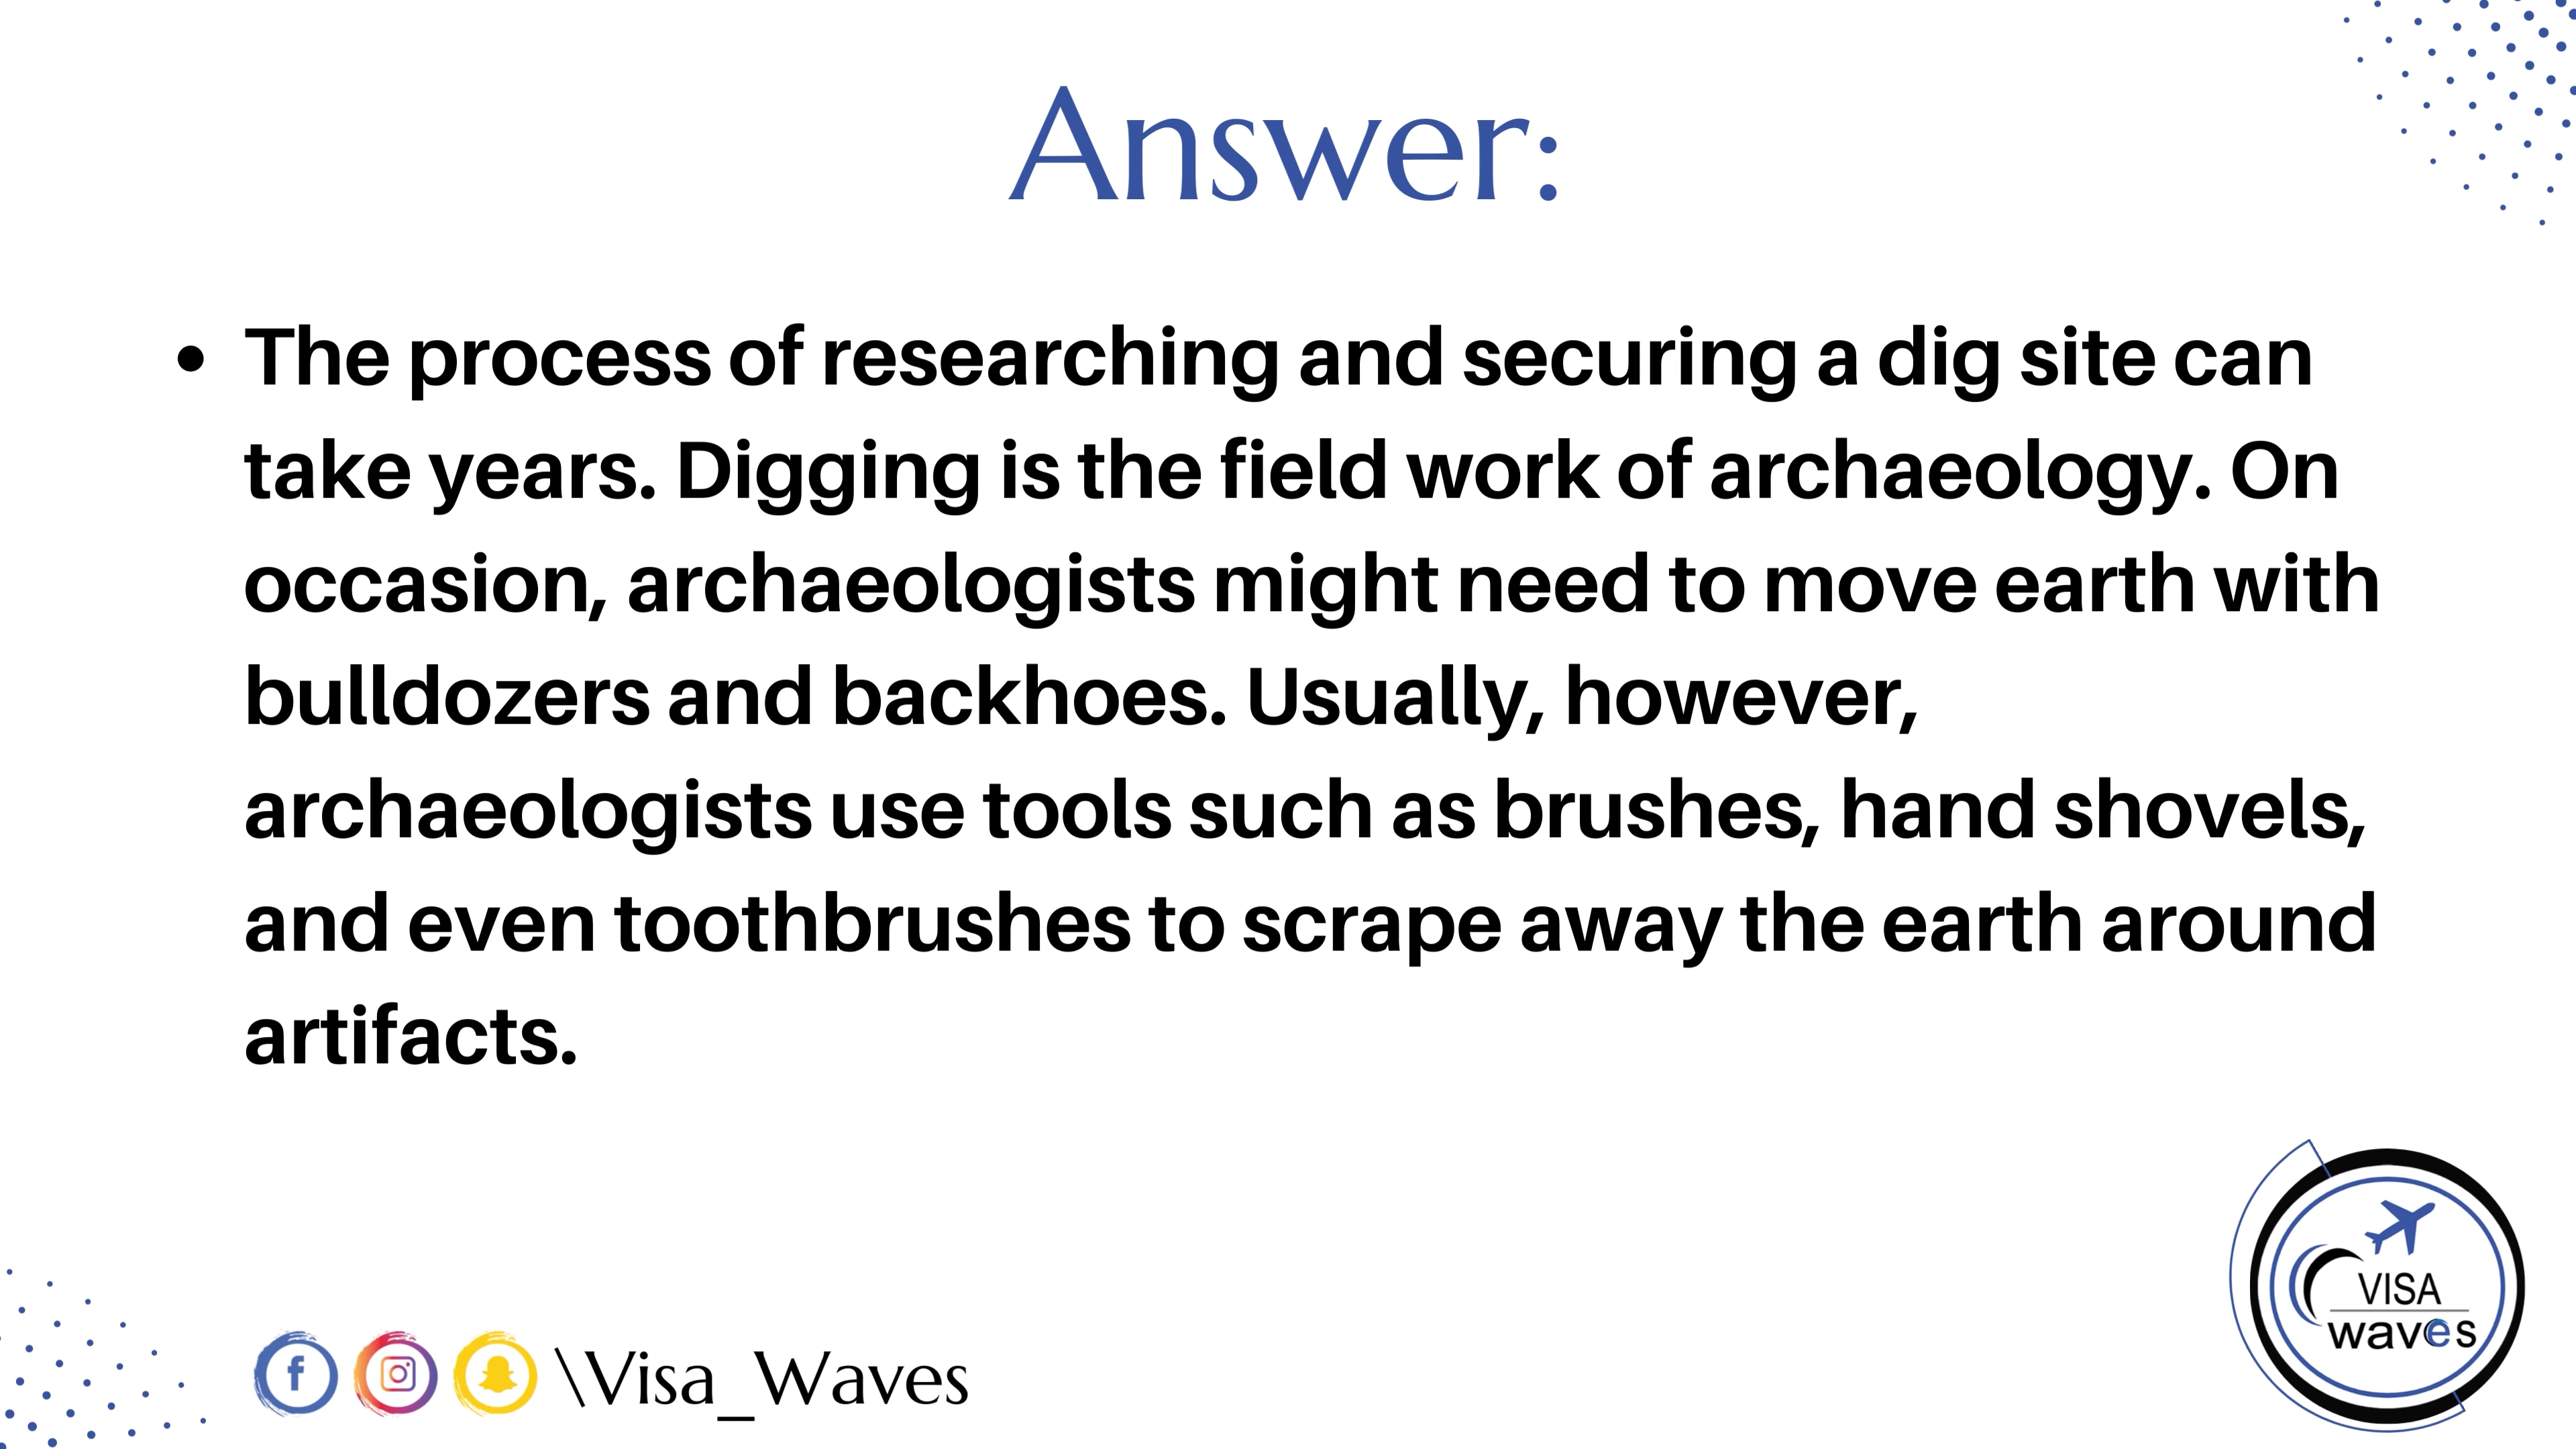 Answer:
• The process of researching and securing a dig site can
take years. Digging is the field work of archaeology. On
occasion, archaeologists might need to move earth with
bulldozers and backhoes. Usually, however,
archaeologists use tools such as brushes, hand shovels,
and even toothbrushes to scrape away the earth around
artifacts.
VISA
waves
\Visa_Waves